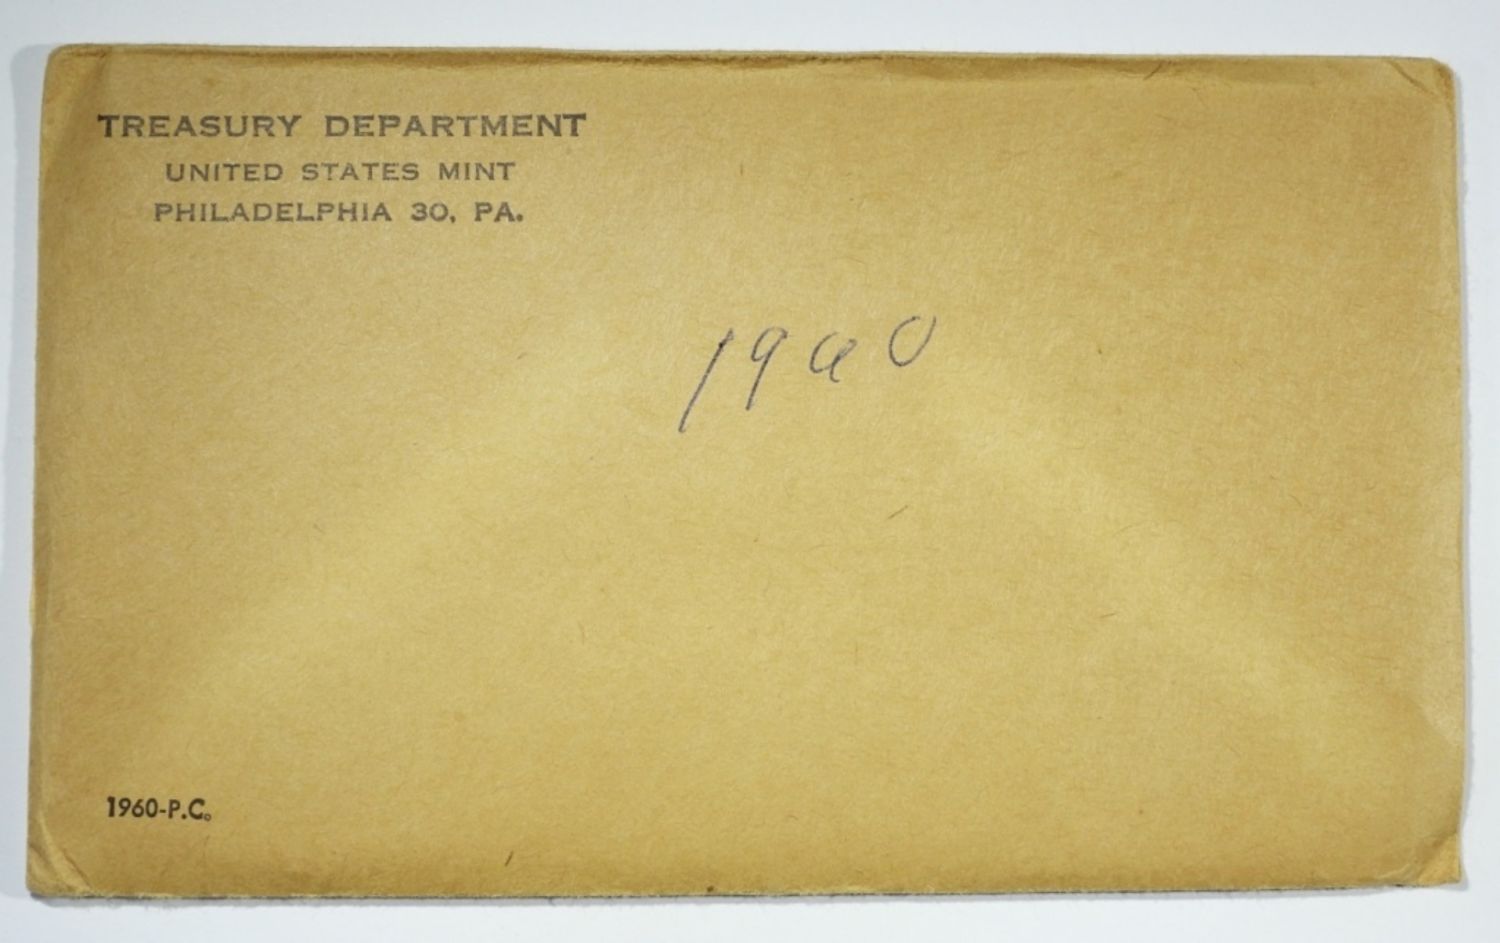 TREASURY DEPARTMENT
UNITED STATES MINT
PHILADELPHIA 30, PA.
1960
1960-P.C.